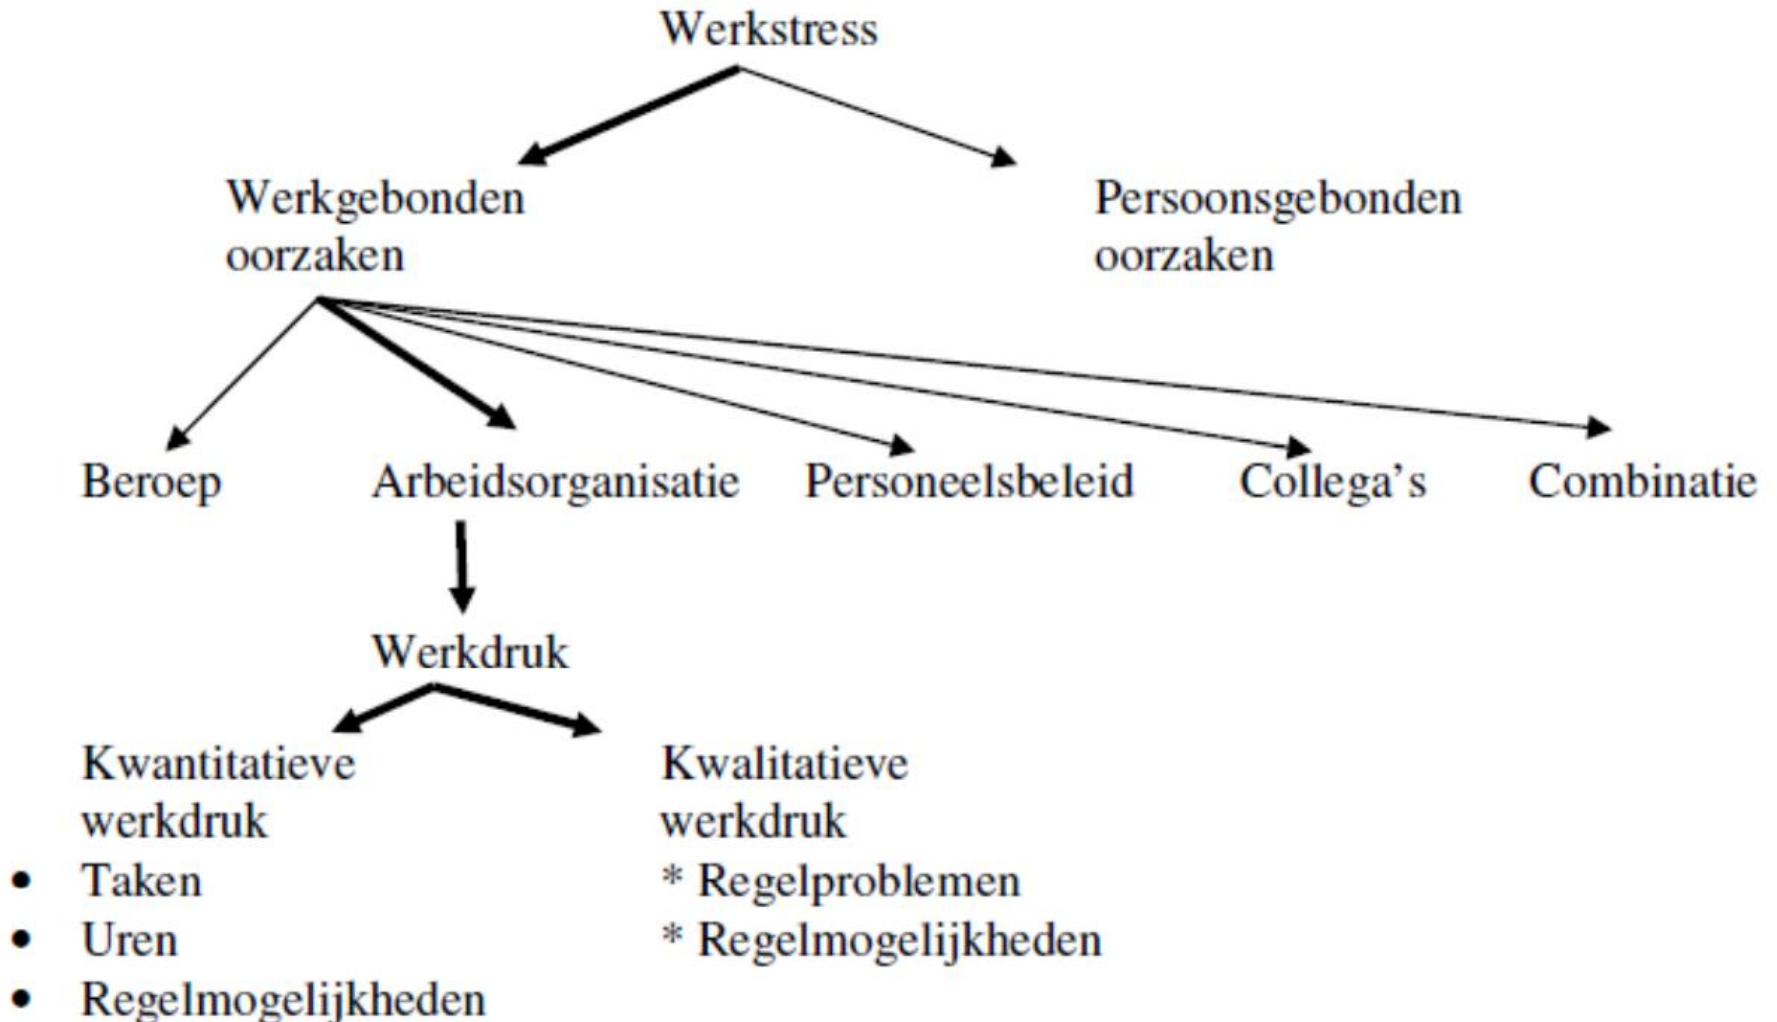 Werkstress
Werkgebonden
oorzaken
Persoonsgebonden
oorzaken
Beroep
Arbeidsorganisatie
Personeelsbeleid
Collega’s
Combinatie
Werkdruk
Kwantitatieve
werkdruk
• Taken
• Uren
• Regelmogelijkheden
Kwalitatieve
werkdruk
* Regelproblemen
* Regelmogelijkheden